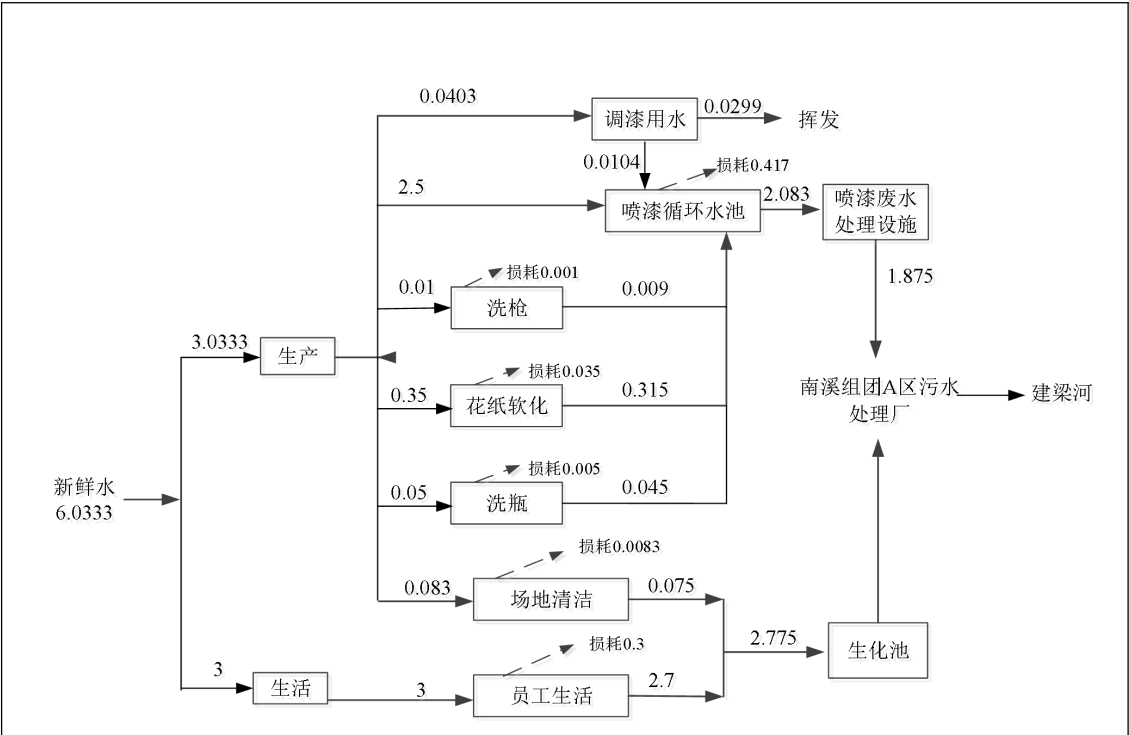 0.0403
调漆用水
0.0299
挥发
0.0104
损耗0.417
2.5
喷漆循环水池
2.083
喷漆废水
处理设施
损耗0.001
0.01
洗枪
0.009
1.875
3.0333
生产
损耗0.035
0.35
花纸软化
0.315
南溪组团A区污水
处理厂
建梁河
损耗0.005
新鲜水
6.0333
0.05
洗瓶
0.045
损耗0.0083
0.083
场地清洁
0.075
损耗0.3
2.775
生化池
3
生活
3
员工生活
2.7